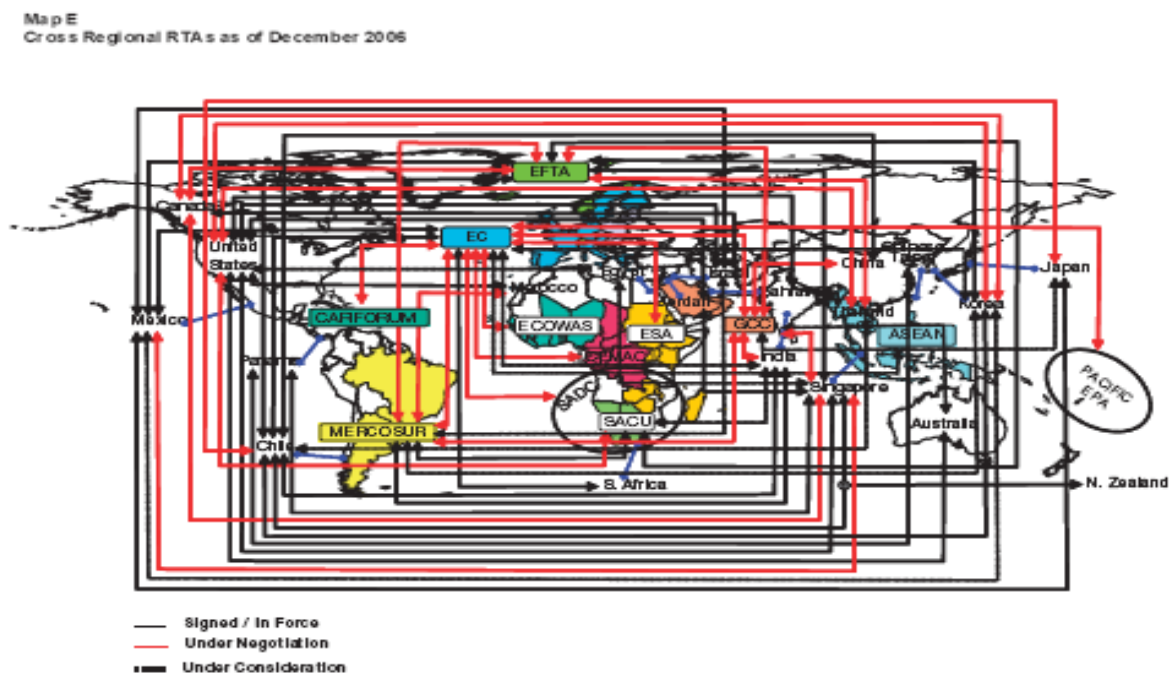 Map E
Cross Regional RTAs as of December 2006
EFTA
Canada
EC
United
States
China
Japan
Egypt
Morocco
Jordan
Korea
Mexico
CARIFORUM
ECOWAS
ESA
GCC
ASEAN
Panama
CEMAC
India
Singapore
PACIFIC
EPA
SADC
SACU
MERCOSUR
Australia
Chile
S. Africa
N. Zealand
Signed / In Force
Under Negotiation
Under Consideration